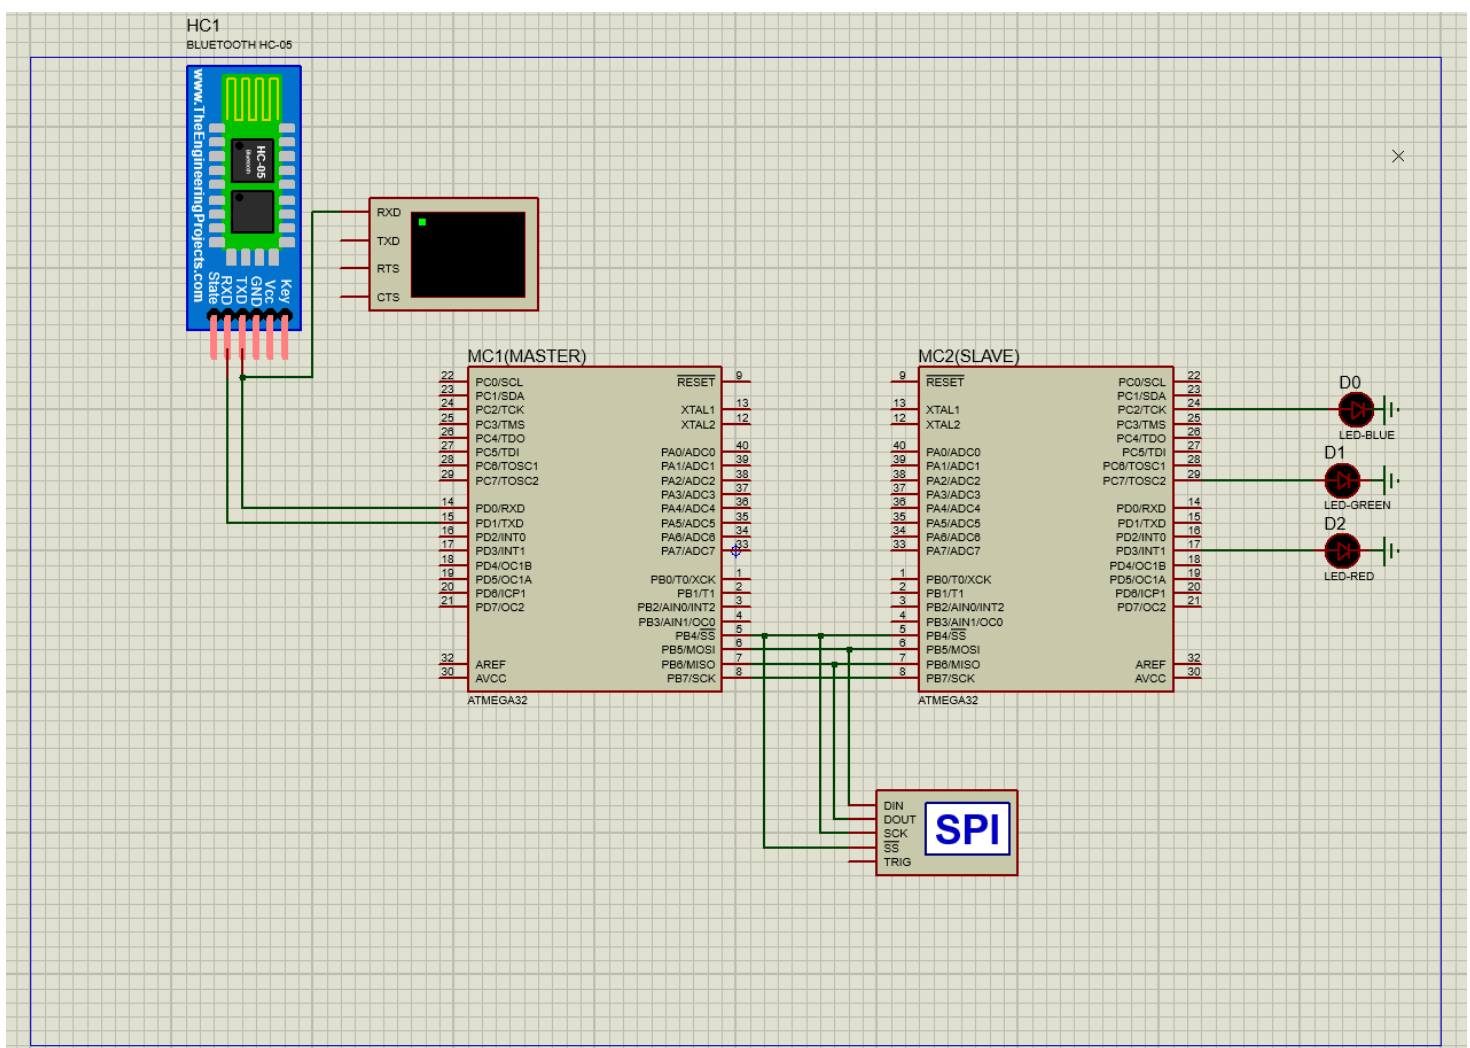 HC1
BLUETOOTH HC-05
www.TheEngineeringProjects.com
HC-05
Bluetooth
State
RXD
TXD
GND
Vcc
Key
RXD
TXD
RTS
CTS
MC1(MASTER)
22 PC0/SCL
23 PC1/SDA
24 PC2/TCK
25 PC3/TMS
26 PC4/TDO
27 PC5/TDI
28 PC6/TOSC1
29 PC7/TOSC2
14 PD0/RXD
15 PD1/TXD
16 PD2/INT0
17 PD3/INT1
18 PD4/OC1B
19 PD5/OC1A
20 PD6/ICP1
21 PD7/OC2
32 AREF
30 AVCC
RESET 9
XTAL1 13
XTAL2 12
PA0/ADC0 40
PA1/ADC1 39
PA2/ADC2 38
PA3/ADC3 37
PA4/ADC4 36
PA5/ADC5 35
PA6/ADC6 34
PA7/ADC7 33
PB0/T0/XCK 1
PB1/T1 2
PB2/AIN0/INT2 3
PB3/AIN1/OC0 4
PB4/SS 5
PB5/MOSI 6
PB6/MISO 7
PB7/SCK 8
ATMEGA32
MC2(SLAVE)
9 RESET
13 XTAL1
12 XTAL2
40 PA0/ADC0
39 PA1/ADC1
38 PA2/ADC2
37 PA3/ADC3
36 PA4/ADC4
35 PA5/ADC5
34 PA6/ADC6
33 PA7/ADC7
1 PB0/T0/XCK
2 PB1/T1
3 PB2/AIN0/INT2
4 PB3/AIN1/OC0
5 PB4/SS
6 PB5/MOSI
7 PB6/MISO
8 PB7/SCK
PC0/SCL 22
PC1/SDA 23
PC2/TCK 24
PC3/TMS 25
PC4/TDO 26
PC5/TDI 27
PC6/TOSC1 28
PC7/TOSC2 29
PD0/RXD 14
PD1/TXD 15
PD2/INT0 16
PD3/INT1 17
PD4/OC1B 18
PD5/OC1A 19
PD6/ICP1 20
PD7/OC2 21
AREF 32
AVCC 30
ATMEGA32
D0
LED-BLUE
D1
LED-GREEN
D2
LED-RED
DIN
DOUT
SCK
SS
TRIG
SPI